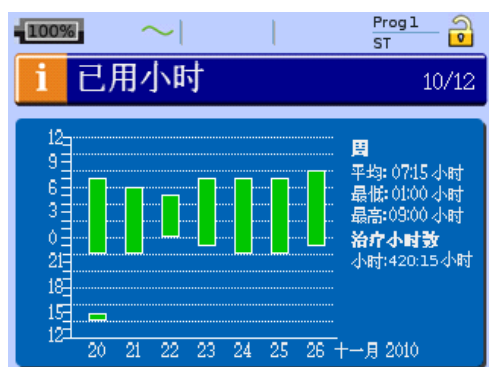 100%
Prog1
ST
i 已用小时 10/12
12
9
6
3
0
21
18
15
12
20 21 22 23 24 25 26 十一月 2010
周
平均: 07:15 小时
最低: 01:00 小时
最高: 09:00 小时
治疗小时数
小时:420:15小时